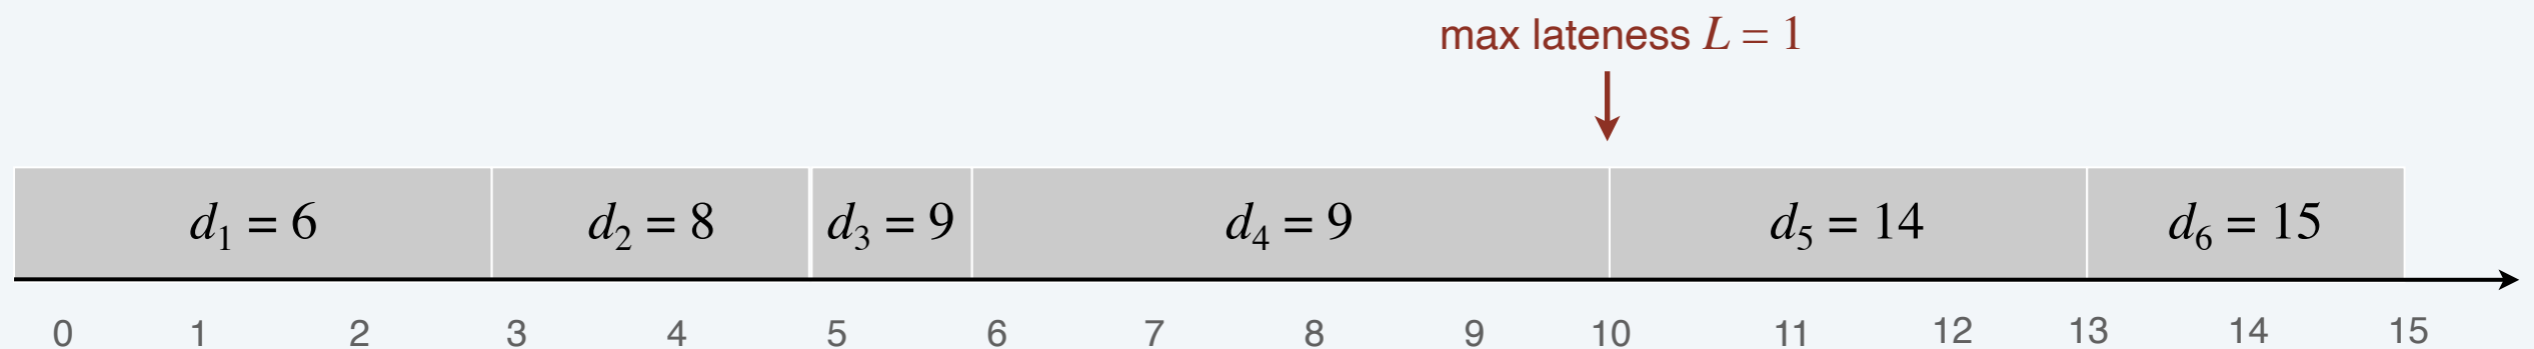 max lateness L = 1
d1 = 6 d2 = 8 d3 = 9 d4 = 9 d5 = 14 d6 = 15
0 1 2 3 4 5 6 7 8 9 10 11 12 13 14 15